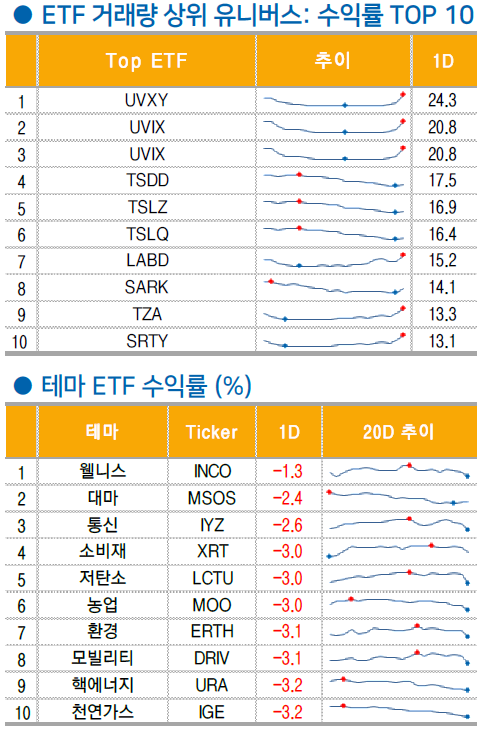 ● ETF 거래량 상위 유니버스: 수익률 TOP 10
Top ETF 추이 1D
1 UVXY 24.3
2 UVIX 20.8
3 UVIX 20.8
4 TSDD 17.5
5 TSLZ 16.9
6 TSLQ 16.4
7 LABD 15.2
8 SARK 14.1
9 TZA 13.3
10 SRTY 13.1
● 테마 ETF 수익률 (%)
테마 Ticker 1D 20D 추이
1 웰니스 INCO -1.3
2 대마 MSOS -2.4
3 통신 IYZ -2.6
4 소비재 XRT -3.0
5 저탄소 LCTU -3.0
6 농업 MOO -3.0
7 환경 ERTH -3.1
8 모빌리티 DRIV -3.1
9 핵에너지 URA -3.2
10 천연가스 IGE -3.2